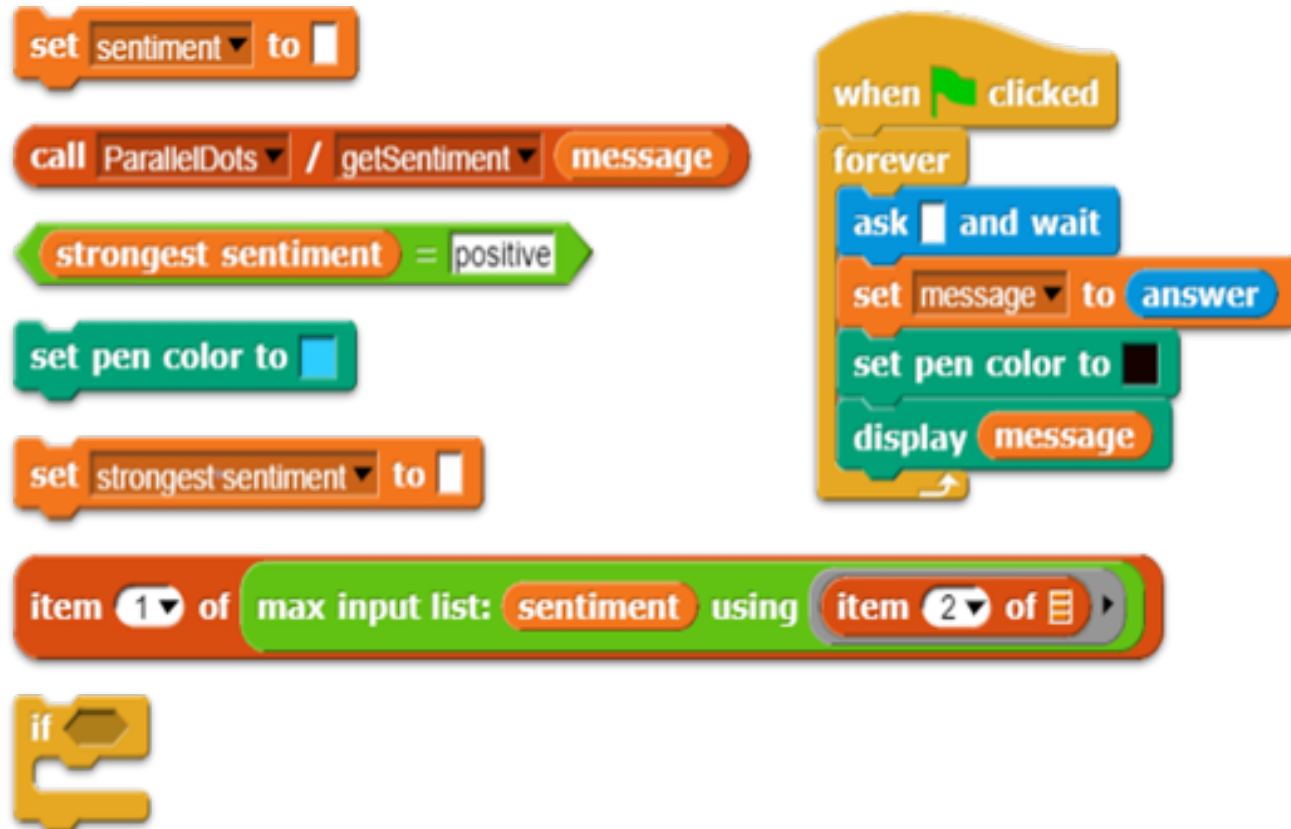 set sentiment to
call ParallelDots / getSentiment message
strongest sentiment = positive
set pen color to
set strongest sentiment to
item 1 of max input list: sentiment using item 2 of
if
when clicked
forever
ask and wait
set message to answer
set pen color to
display message